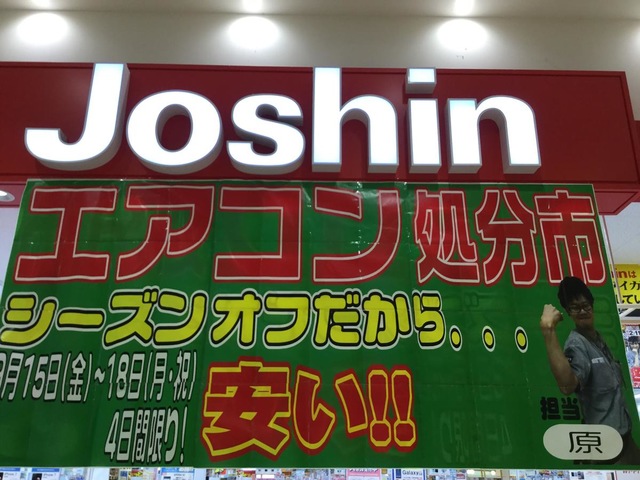 Joshin
エアコン処分市
シーズンオフだから...
月15日(金)~18日(月・祝)
4日間限り!
安い!!
担当
原
Galaxy